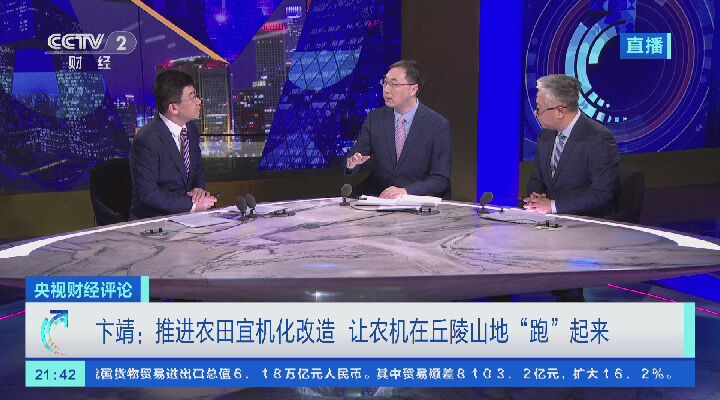 CCTV 2
财经
直播
央视财经评论
卞靖：推进农田宜机化改造 让农机在丘陵山地“跑”起来
21:42 国货物贸易进出口总值6.18万亿元人民币。其中贸易顺差8103.2亿元，扩大16.2%。